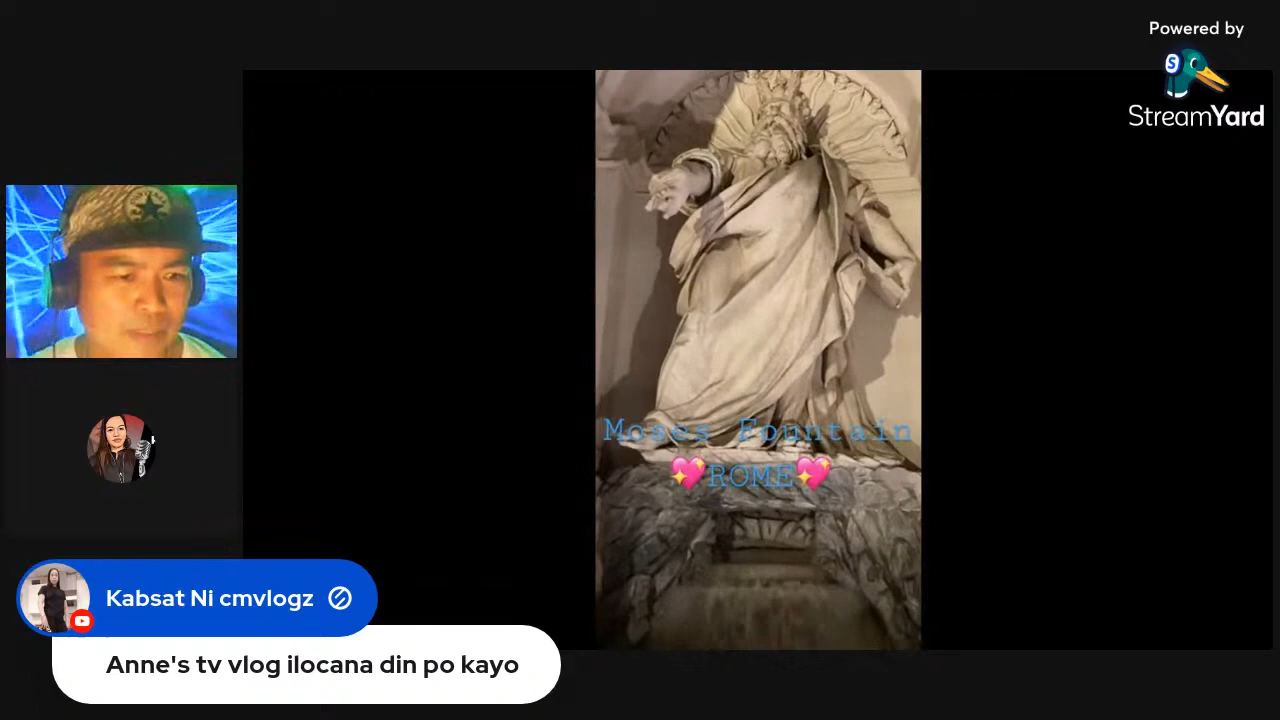 Powered by
StreamYard
Moses Fountain
💖ROME💖
Kabsat Ni cmvlogz
Anne's tv vlog ilocana din po kayo